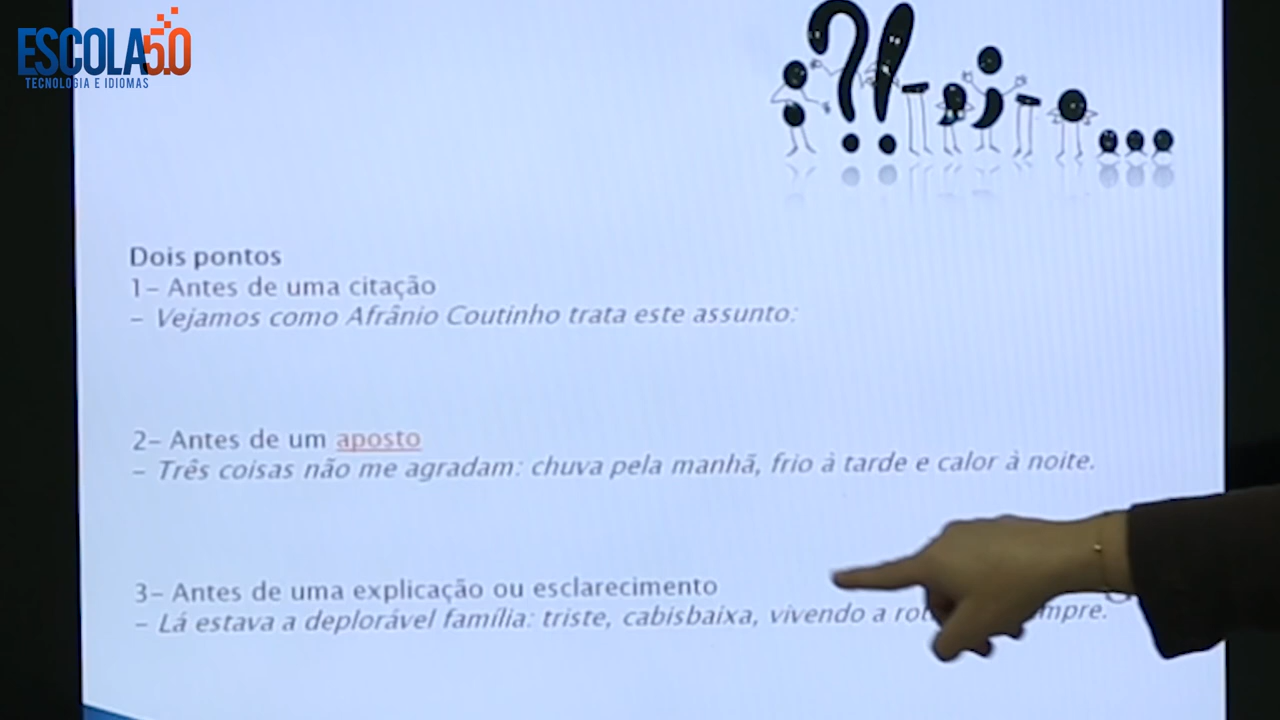 ESCOLA5.0
TECNOLOGIA E IDIOMAS
Dois pontos
1- Antes de uma citação
- Vejamos como Afrânio Coutinho trata este assunto:
2- Antes de um aposto
- Três coisas não me agradam: chuva pela manhã, frio à tarde e calor à noite.
3- Antes de uma explicação ou esclarecimento
- Lá estava a deplorável família: triste, cabisbaixa, vivendo a